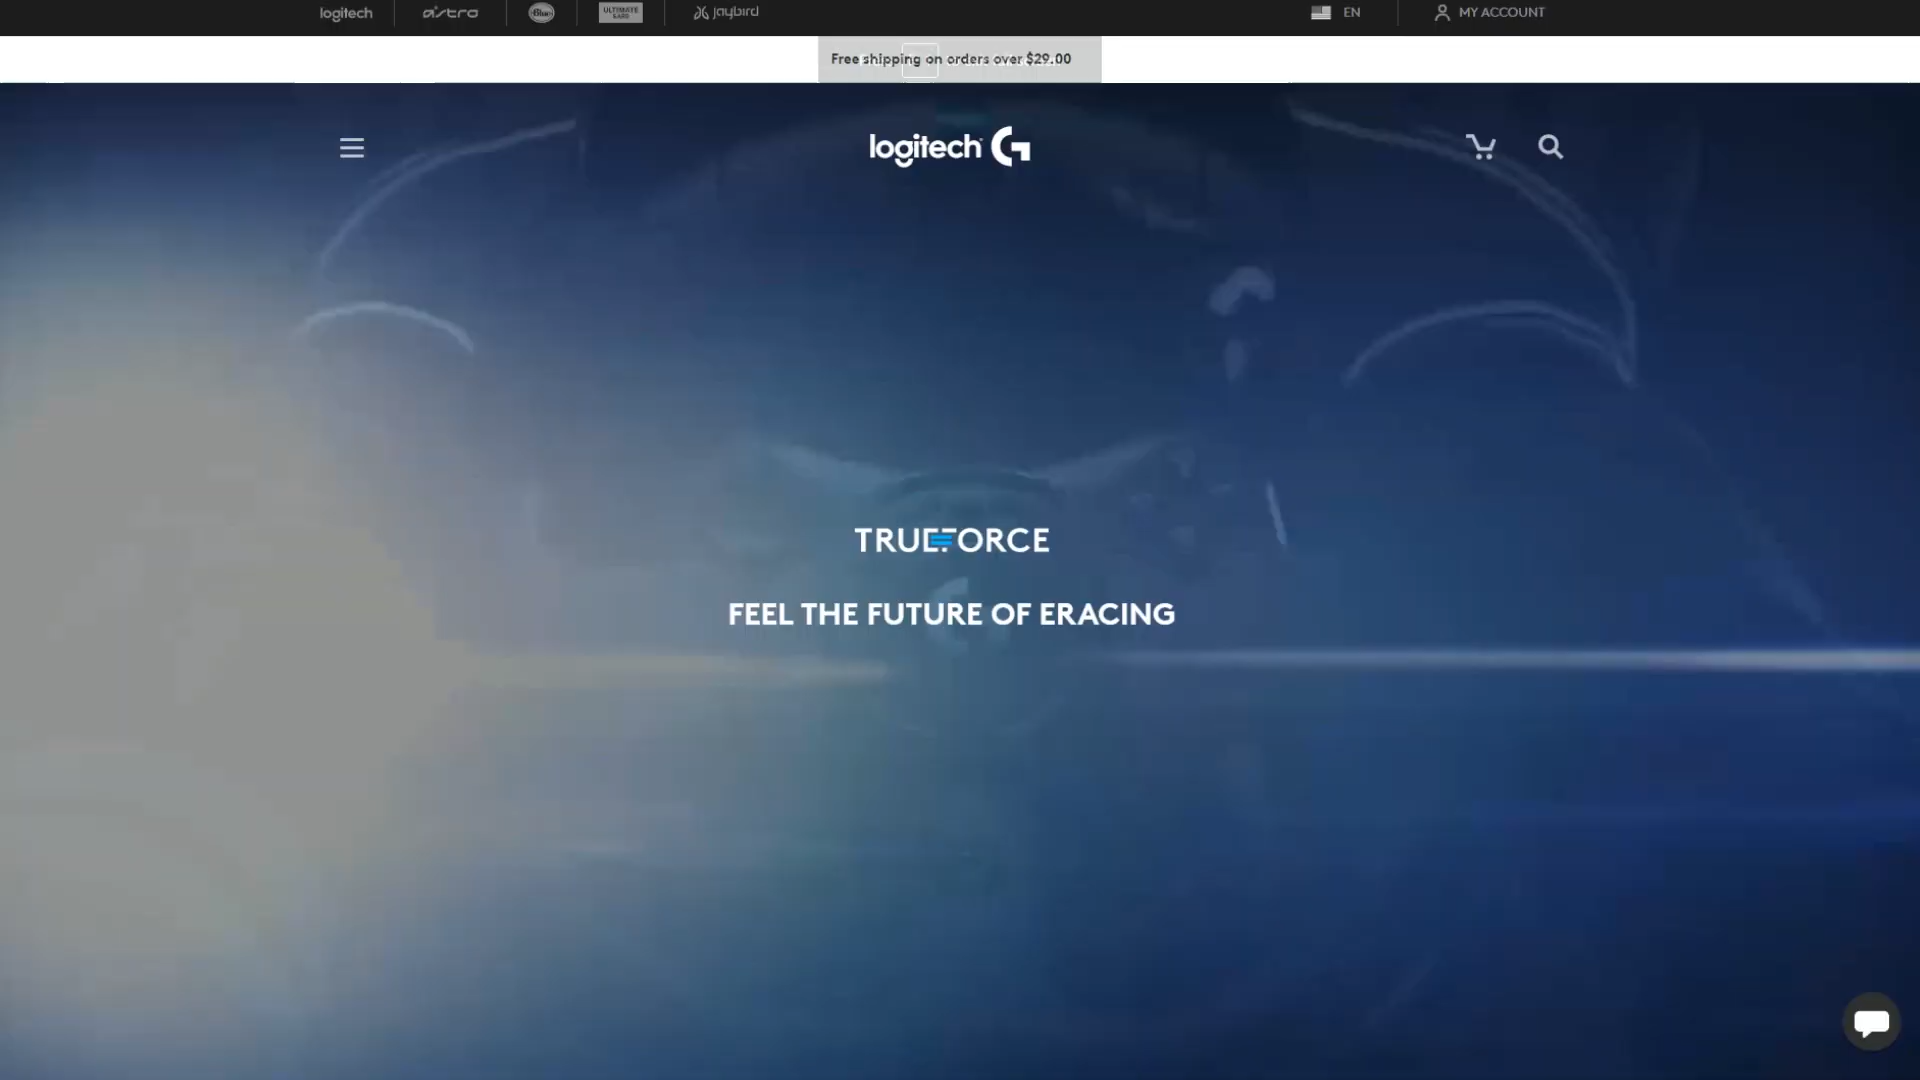 logitech
astro
Blue
ULTIMATE
EARS
jaybird
EN
MY ACCOUNT
Free shipping on orders over $29.00
logitech G
TRUEFORCE
FEEL THE FUTURE OF ERACING